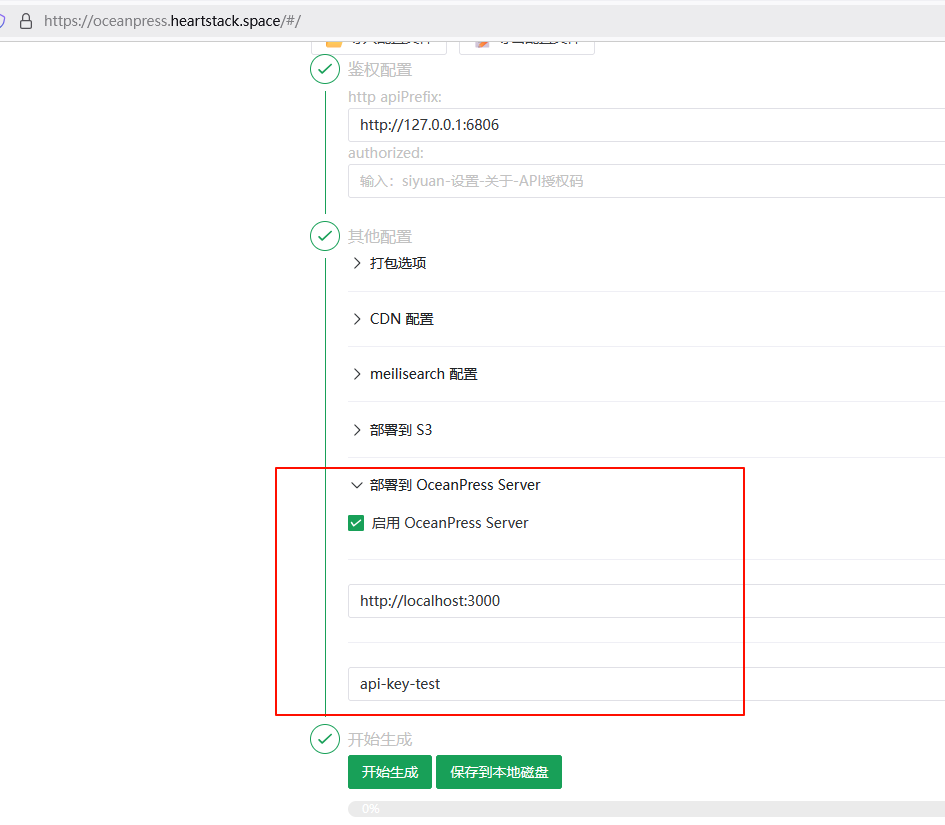 https://oceanpress.heartstack.space/#/
鉴权配置
http apiPrefix:
http://127.0.0.1:6806
authorized:
输入：siyuan-设置-关于-API授权码
其他配置
打包选项
CDN 配置
meilisearch 配置
部署到 S3
部署到 OceanPress Server
启用 OceanPress Server
http://localhost:3000
api-key-test
开始生成
开始生成 保存到本地磁盘
0%